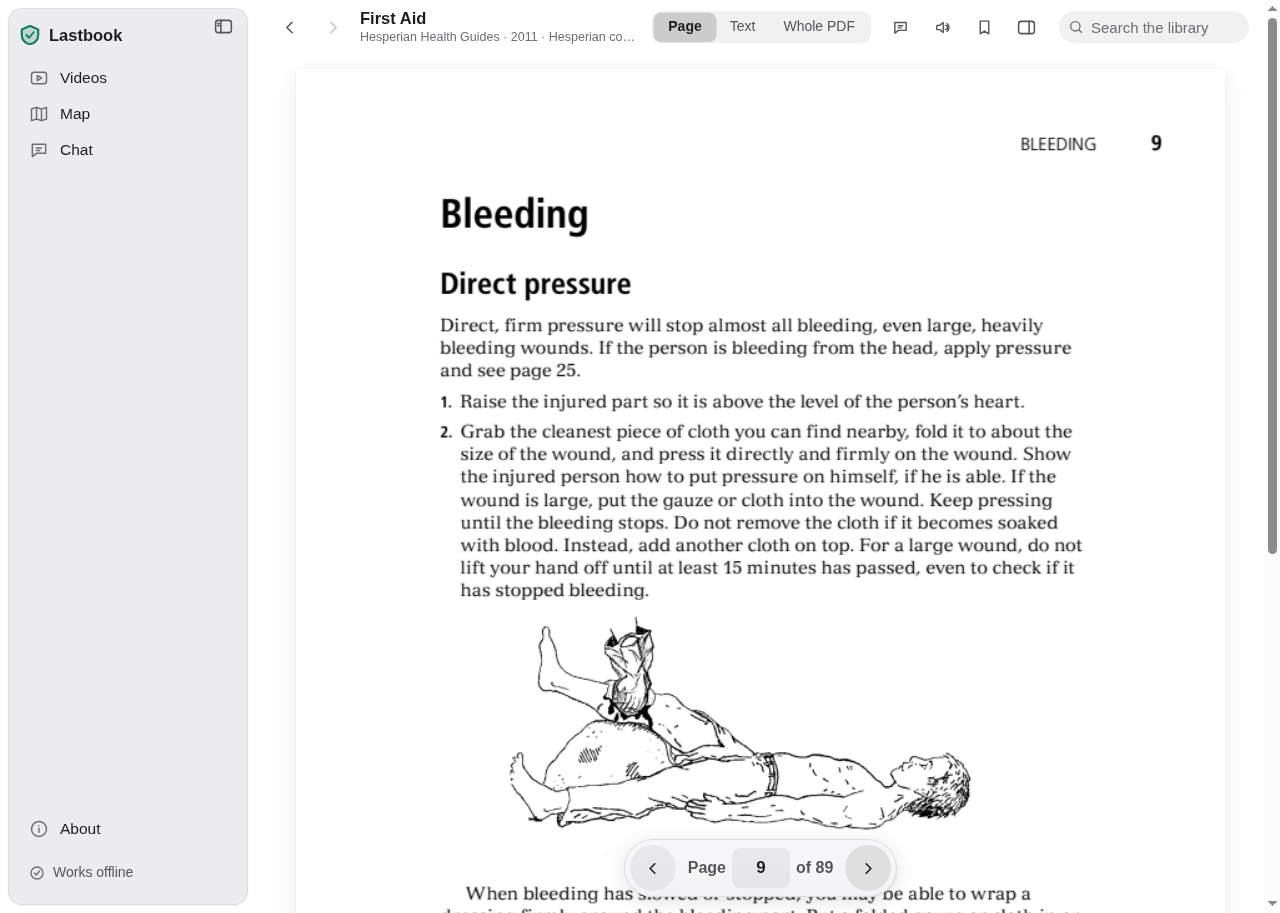 Lastbook
Videos
Map
Chat
About
Works offline
First Aid
Hesperian Health Guides · 2011 · Hesperian co…
Page
Text
Whole PDF
Search the library
BLEEDING 9
Bleeding
Direct pressure
Direct, firm pressure will stop almost all bleeding, even large, heavily
bleeding wounds. If the person is bleeding from the head, apply pressure
and see page 25.
1. Raise the injured part so it is above the level of the person’s heart.
2. Grab the cleanest piece of cloth you can find nearby, fold it to about the
size of the wound, and press it directly and firmly on the wound. Show
the injured person how to put pressure on himself, if he is able. If the
wound is large, put the gauze or cloth into the wound. Keep pressing
until the bleeding stops. Do not remove the cloth if it becomes soaked
with blood. Instead, add another cloth on top. For a large wound, do not
lift your hand off until at least 15 minutes has passed, even to check if it
has stopped bleeding.
Page 9 of 89
When bleeding has slowed or stopped, you may be able to wrap a